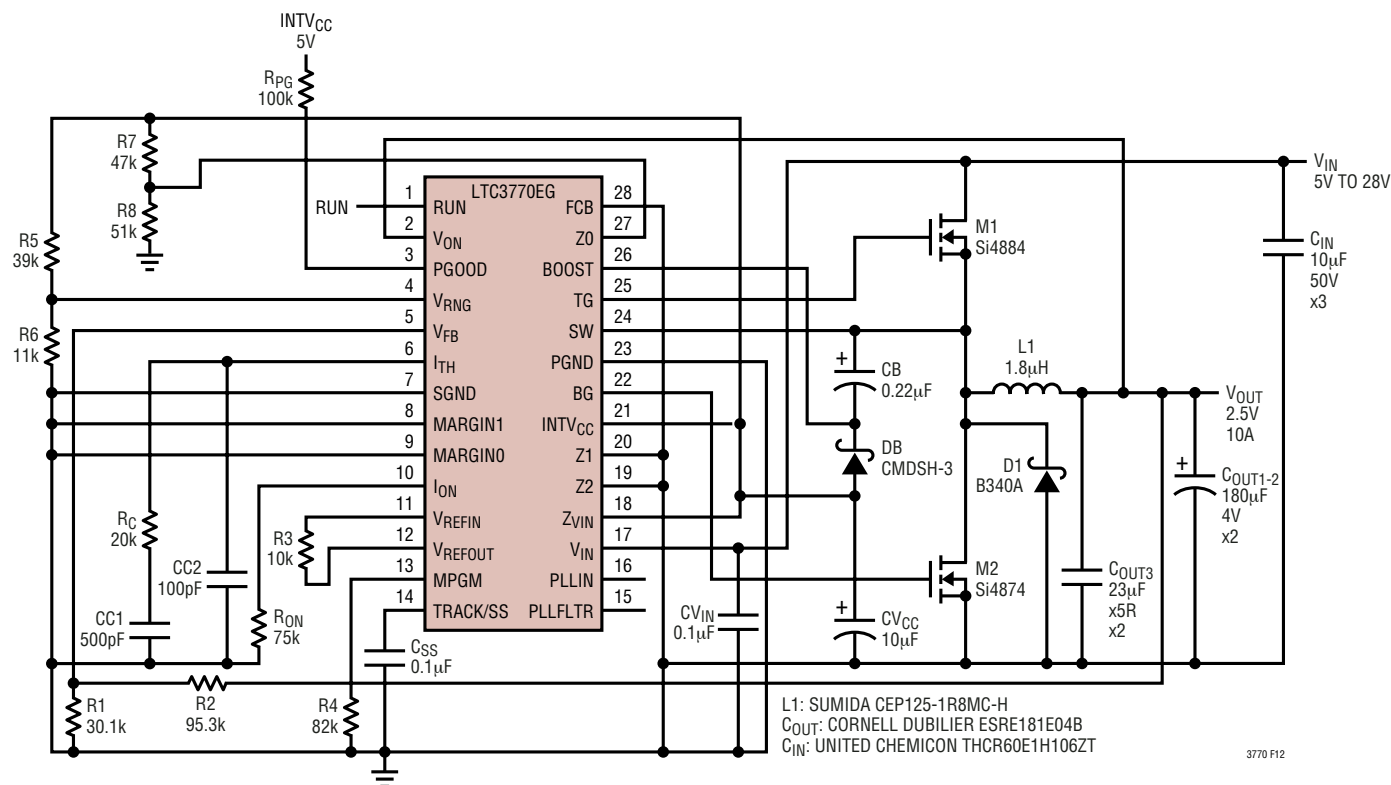 INTVCC
5V
RPG
100k
R7
47k
R8
51k
R5
39k
R6
11k
RUN
LTC3770EG
1
RUN
2
VON
3
PGOOD
4
VRNG
5
VFB
6
ITH
7
SGND
8
MARGIN1
9
MARGIN0
10
ION
11
VREFIN
12
VREFOUT
13
MPGM
14
TRACK/SS
28
FCB
27
Z0
26
BOOST
25
TG
24
SW
23
PGND
22
BG
21
INTVCC
20
Z1
19
Z2
18
ZVIN
17
VIN
16
PLLIN
15
PLLFLTR
RC
20k
CC1
500pF
CC2
100pF
RON
75k
R3
10k
CSS
0.1µF
R1
30.1k
R2
95.3k
R4
82k
M1
Si4884
VIN
5V TO 28V
CIN
10µF
50V
x3
+
CB
0.22µF
L1
1.8µH
VOUT
2.5V
10A
DB
CMDSH-3
D1
B340A
+
COUT1-2
180µF
4V
x2
M2
Si4874
COUT3
23µF
x5R
x2
CVIN
0.1µF
+
CVCC
10µF
L1: SUMIDA CEP125-1R8MC-H
COUT: CORNELL DUBILIER ESRE181E04B
CIN: UNITED CHEMICON THCR60E1H106ZT
3770 F12